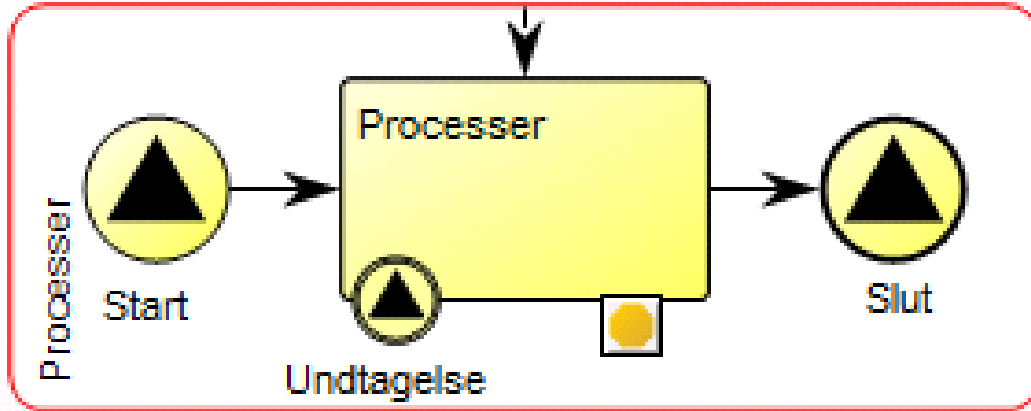 Processer
Processer
Start
Slut
Undtagelse